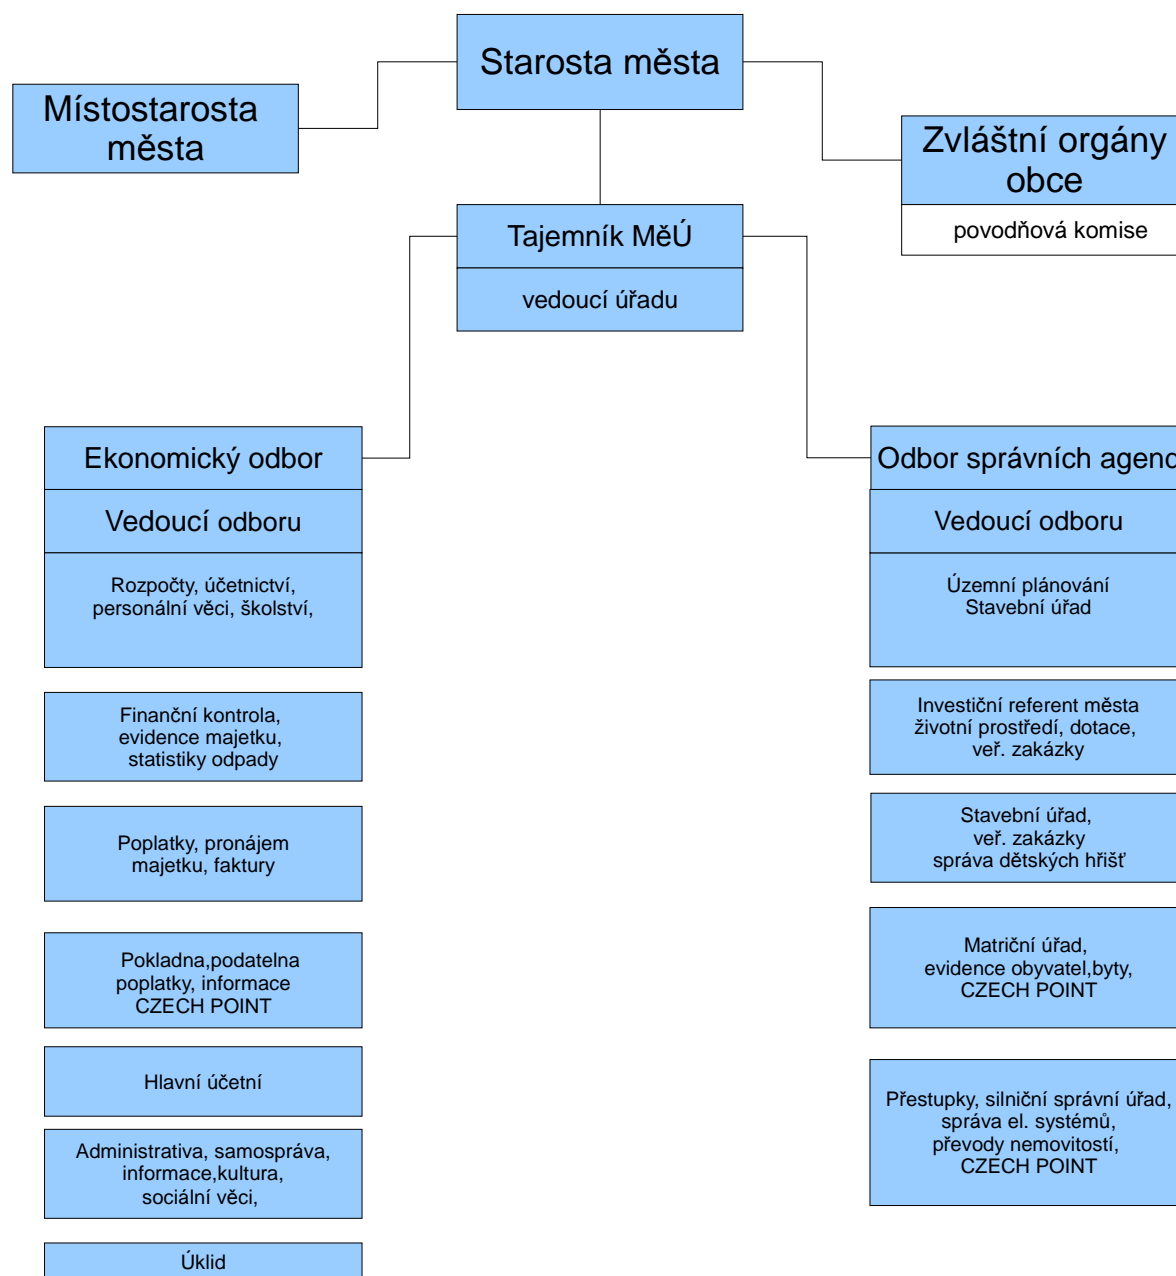 Starosta města
Místostarosta
města
Zvláštní orgány
obce
povodňová komise
Tajemník MěÚ
vedoucí úřadu
Ekonomický odbor
Vedoucí odboru
Rozpočty, účetnictví,
personální věci, školství,
Finanční kontrola,
evidence majetku,
statistiky odpady
Poplatky, pronájem
majetku, faktury
Pokladna,podatelna
poplatky, informace
CZECH POINT
Hlavní účetní
Administrativa, samospráva,
informace,kultura,
sociální věci,
Úklid
Odbor správních agend
Vedoucí odboru
Územní plánování
Stavební úřad
Investiční referent města
životní prostředí, dotace,
veř. zakázky
Stavební úřad,
veř. zakázky
správa dětských hřišť
Matriční úřad,
evidence obyvatel,byty,
CZECH POINT
Přestupky, silniční správní úřad,
správa el. systémů,
převody nemovitostí,
CZECH POINT